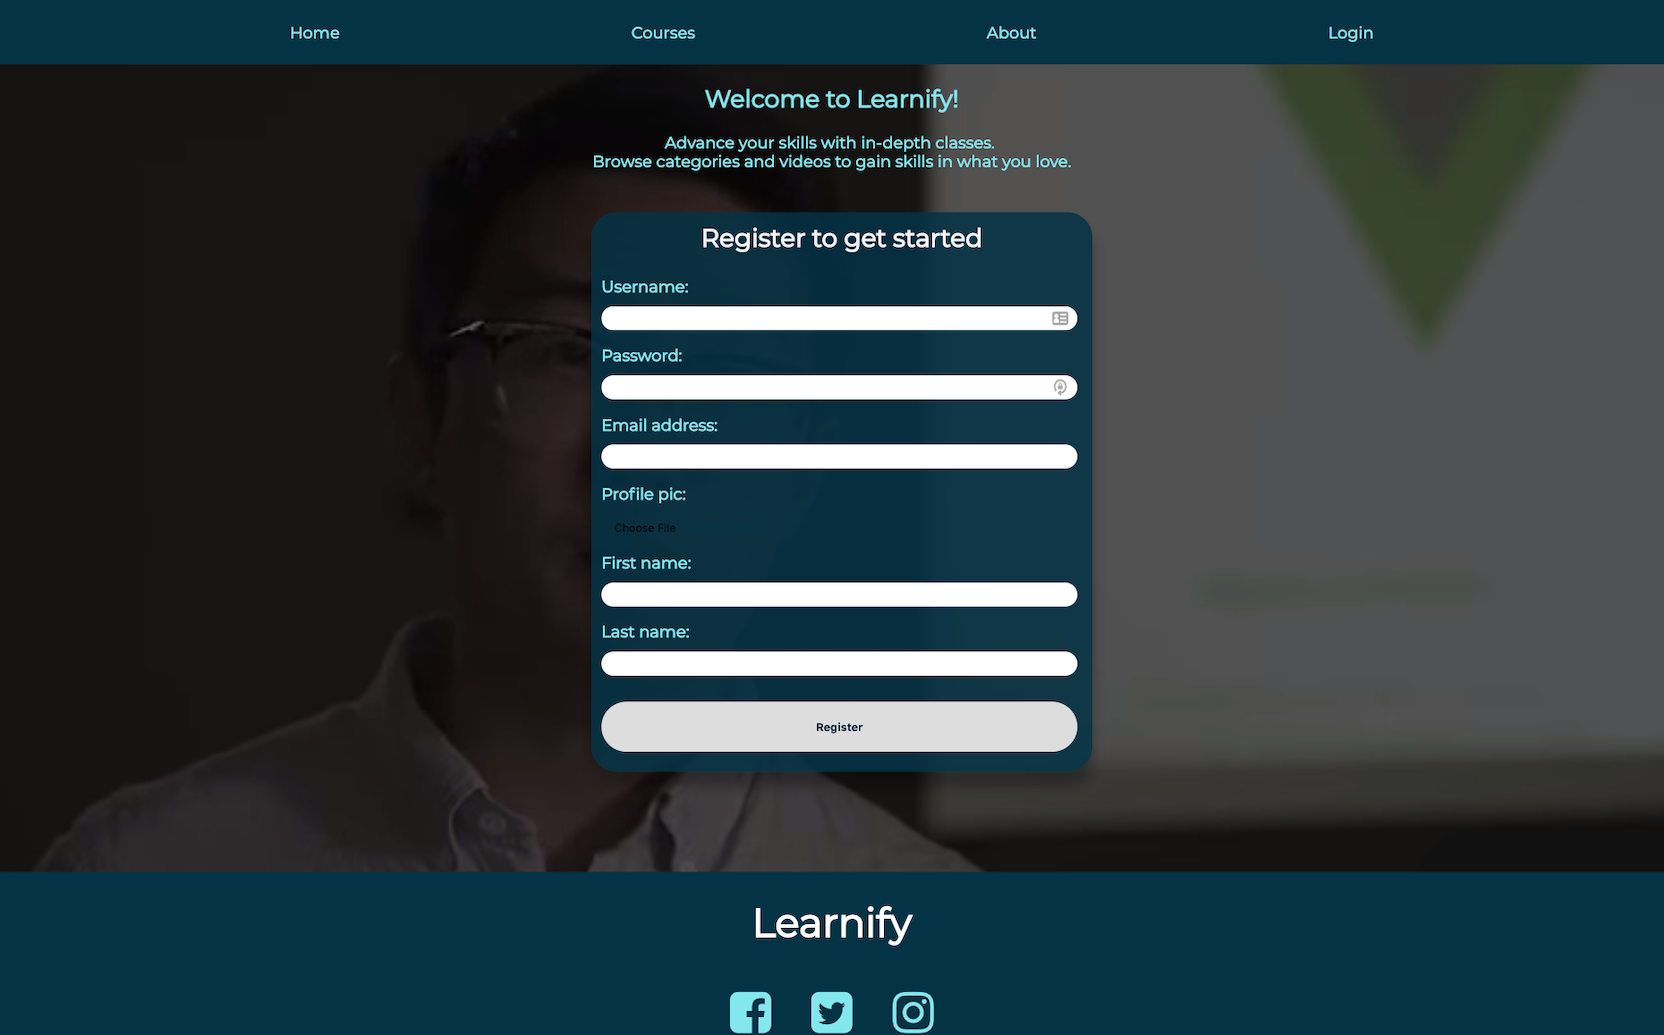 Home
Courses
About
Login
Welcome to Learnify!
Advance your skills with in-depth classes.
Browse categories and videos to gain skills in what you love.
Register to get started
Username:
Password:
Email address:
Profile pic:
Choose File
First name:
Last name:
Register
Learnify